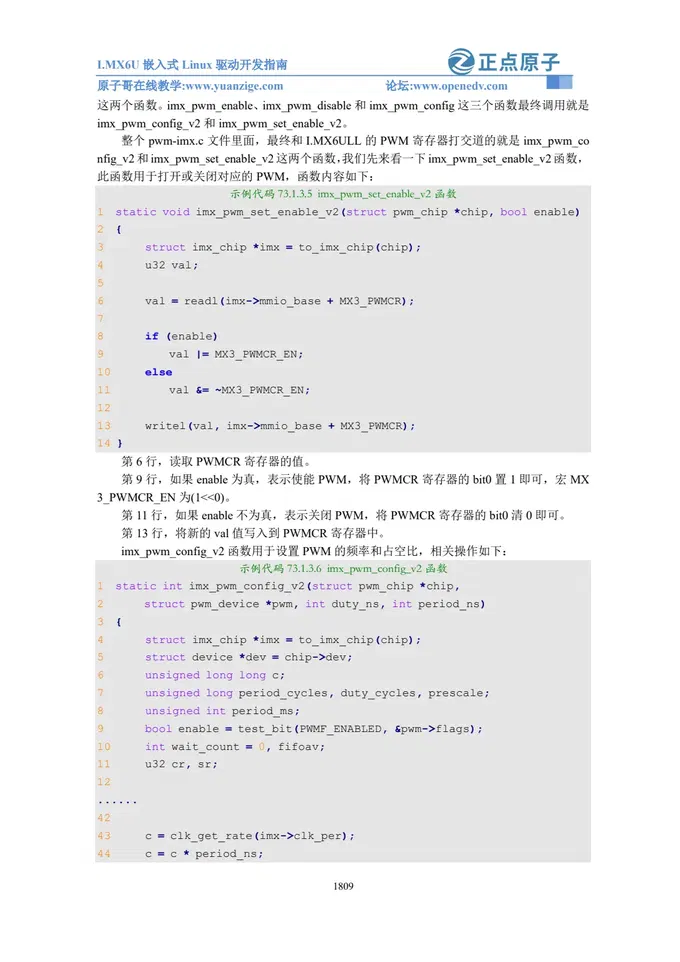 I.MX6U 嵌入式 Linux 驱动开发指南
正点原子
原子哥在线教学:www.yuanzige.com
论坛:www.openedv.com
这两个函数。imx_pwm_enable、imx_pwm_disable 和 imx_pwm_config 这三个函数最终调用就是
imx_pwm_config_v2 和 imx_pwm_set_enable_v2。
整个 pwm-imx.c 文件里面，最终和 I.MX6ULL 的 PWM 寄存器打交道的就是 imx_pwm_co
nfig_v2 和 imx_pwm_set_enable_v2 这两个函数，我们先来看一下 imx_pwm_set_enable_v2 函数，
此函数用于打开或关闭对应的 PWM，函数内容如下：
示例代码 73.1.3.5 imx_pwm_set_enable_v2 函数
1 static void imx_pwm_set_enable_v2(struct pwm_chip *chip, bool enable)
2 {
3     struct imx_chip *imx = to_imx_chip(chip);
4     u32 val;
5
6     val = readl(imx->mmio_base + MX3_PWMCR);
7
8     if (enable)
9         val |= MX3_PWMCR_EN;
10    else
11        val &= ~MX3_PWMCR_EN;
12
13    writel(val, imx->mmio_base + MX3_PWMCR);
14 }
第 6 行，读取 PWMCR 寄存器的值。
第 9 行，如果 enable 为真，表示使能 PWM，将 PWMCR 寄存器的 bit0 置 1 即可，宏 MX
3_PWMCR_EN 为(1<<0)。
第 11 行，如果 enable 不为真，表示关闭 PWM，将 PWMCR 寄存器的 bit0 清 0 即可。
第 13 行，将新的 val 值写入到 PWMCR 寄存器中。
imx_pwm_config_v2 函数用于设置 PWM 的频率和占空比，相关操作如下：
示例代码 73.1.3.6 imx_pwm_config_v2 函数
1 static int imx_pwm_config_v2(struct pwm_chip *chip,
2     struct pwm_device *pwm, int duty_ns, int period_ns)
3 {
4     struct imx_chip *imx = to_imx_chip(chip);
5     struct device *dev = chip->dev;
6     unsigned long long c;
7     unsigned long period_cycles, duty_cycles, prescale;
8     unsigned int period_ms;
9     bool enable = test_bit(PWMF_ENABLED, &pwm->flags);
10    int wait_count = 0, fifoav;
11    u32 cr, sr;
12
......
42
43    c = clk_get_rate(imx->clk_per);
44    c = c * period_ns;
1809